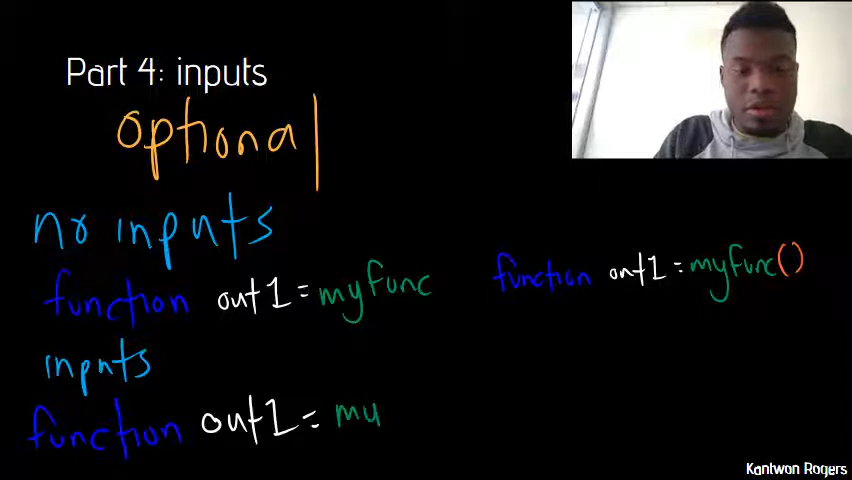 Part 4: inputs
optional
no inputs
function out1 = myfunc
function out1 = myfunc()
inputs
function out1 = my
Kantwon Rogers